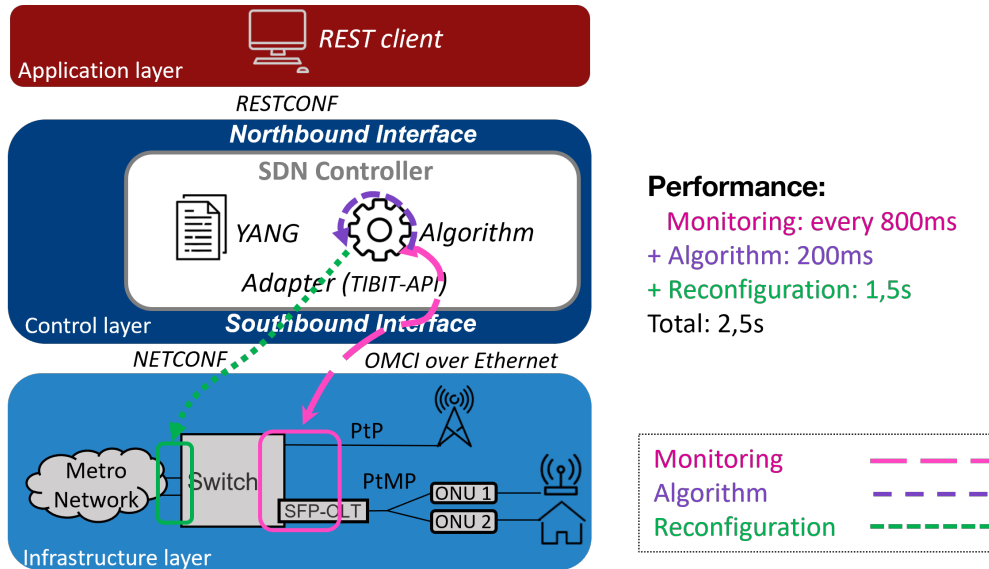 REST client
Application layer
RESTCONF
Northbound Interface
SDN Controller
YANG
Algorithm
Adapter (TIBIT-API)
Southbound Interface
Control layer
NETCONF
OMCI over Ethernet
PtP
Metro
Network
Switch
PtMP
ONU 1
SFP-OLT
ONU 2
Infrastructure layer
Performance:
Monitoring: every 800ms
+ Algorithm: 200ms
+ Reconfiguration: 1,5s
Total: 2,5s
Monitoring
Algorithm
Reconfiguration